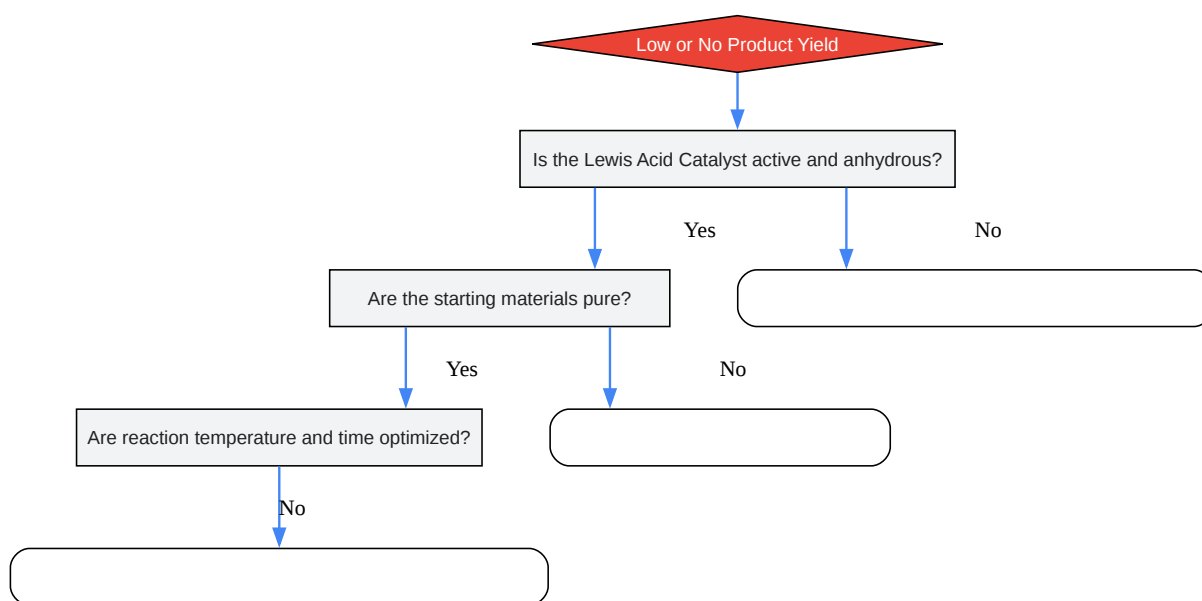 Low or No Product Yield
Is the Lewis Acid Catalyst active and anhydrous?
Yes
No
Are the starting materials pure?
Yes
No
Are reaction temperature and time optimized?
No